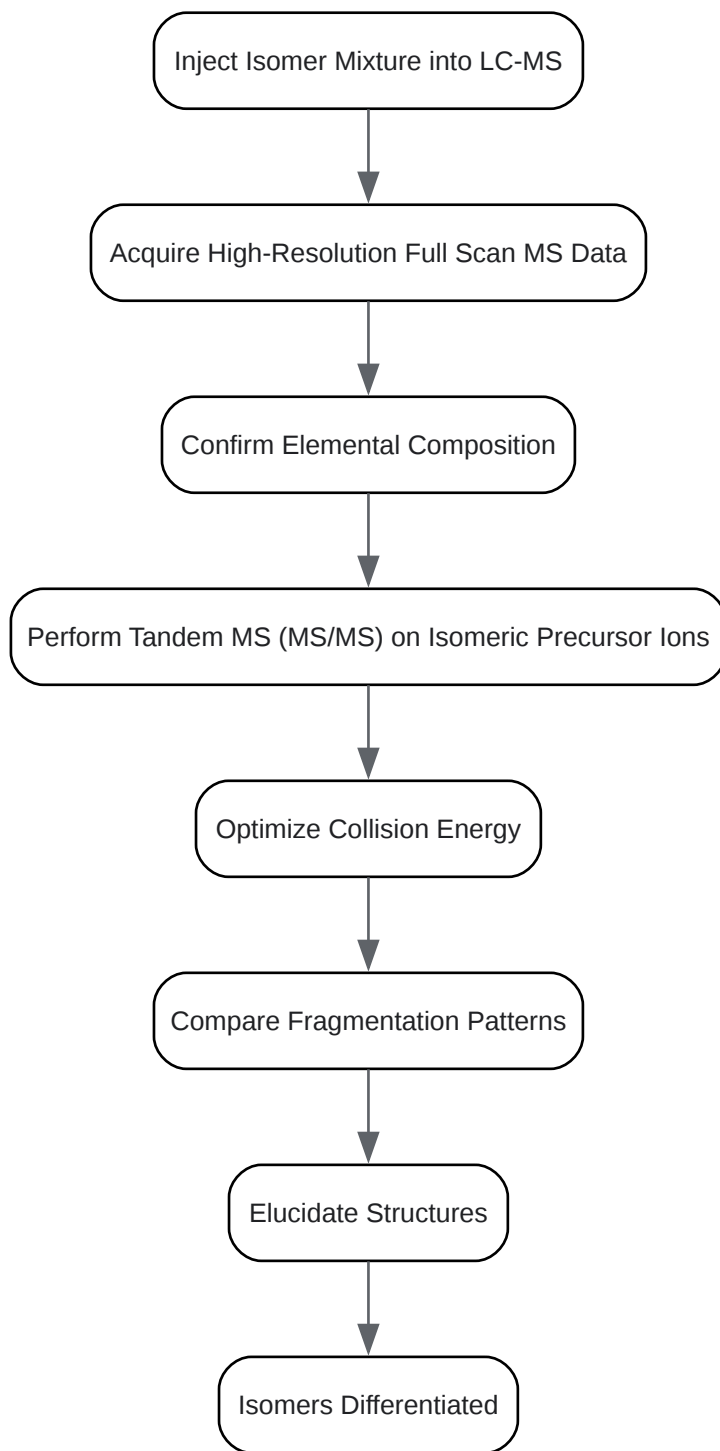 Inject Isomer Mixture into LC-MS
Acquire High-Resolution Full Scan MS Data
Confirm Elemental Composition
Perform Tandem MS (MS/MS) on Isomeric Precursor Ions
Optimize Collision Energy
Compare Fragmentation Patterns
Elucidate Structures
Isomers Differentiated